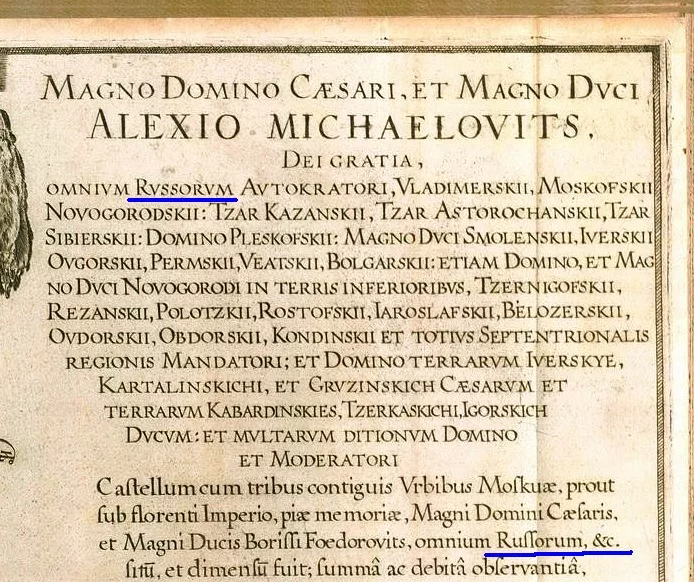 MAGNO DOMINO CÆSARI, ET MAGNO DVCI
ALEXIO MICHAELOVITS,
DEI GRATIA,
OMNIVM RVSSORVM AVTOKRATORI, VLADIMERSKII, MOSKOFSKII
NOVOGORODSKII: TZAR KAZANSKII, TZAR ASTOROCHANSKII, TZAR
SIBIERSKII: DOMINO PLESKOFSKII: MAGNO DVCI SMOLENSKII, IVERSKII
OVGORSKII, PERMSKII, VEATSKII, BOLGARSKII: ETIAM DOMINO, ET MAG
NO DVCI NOVOGORODI IN TERRIS INFERIORIBVS, TZERNIGOFSKII,
REZANSKII, POLOTZKII, ROSTOFSKII, IAROSLAFSKII, BELOZERSKII,
OVDORSKII, OBDORSKII, KONDINSKII ET TOTIVS SEPTENTRIONALIS
REGIONIS MANDATORI; ET DOMINO TERRARVM IVERSKYE,
KARTALINSKICHI, ET GRVZINSKICH CÆSARVM ET
TERRARVM KABARDINSKIES, TZERKASKICHI, IGORSKICH
DVCVM: ET MVLTARVM DITIONVM DOMINO
ET MODERATORI
Castellum cum tribus contiguis Vrbibus Moskuæ, prout
sub florenti Imperio, piæ memoriæ, Magni Domini Cæsaris,
et Magni Ducis Borissi Foedorovits, omnium Russorum, &c.
sitū, et dimensū fuit; summâ ac debitâ observantiâ,